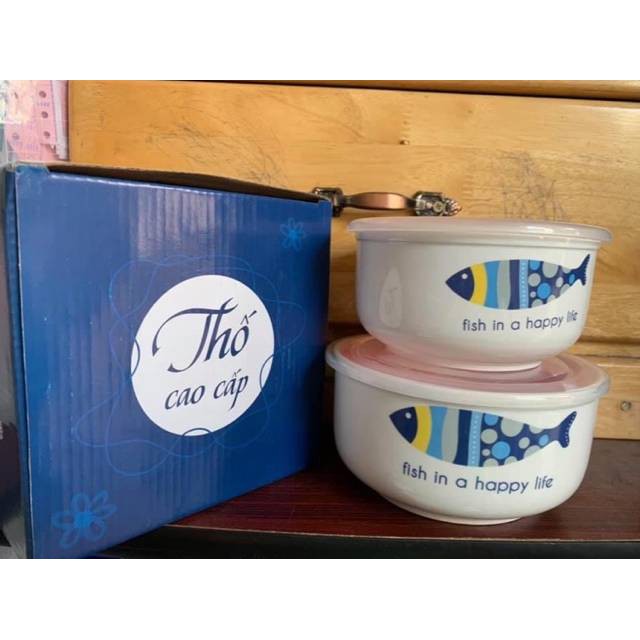 Thố
cao cấp
fish in a happy life
fish in a happy life